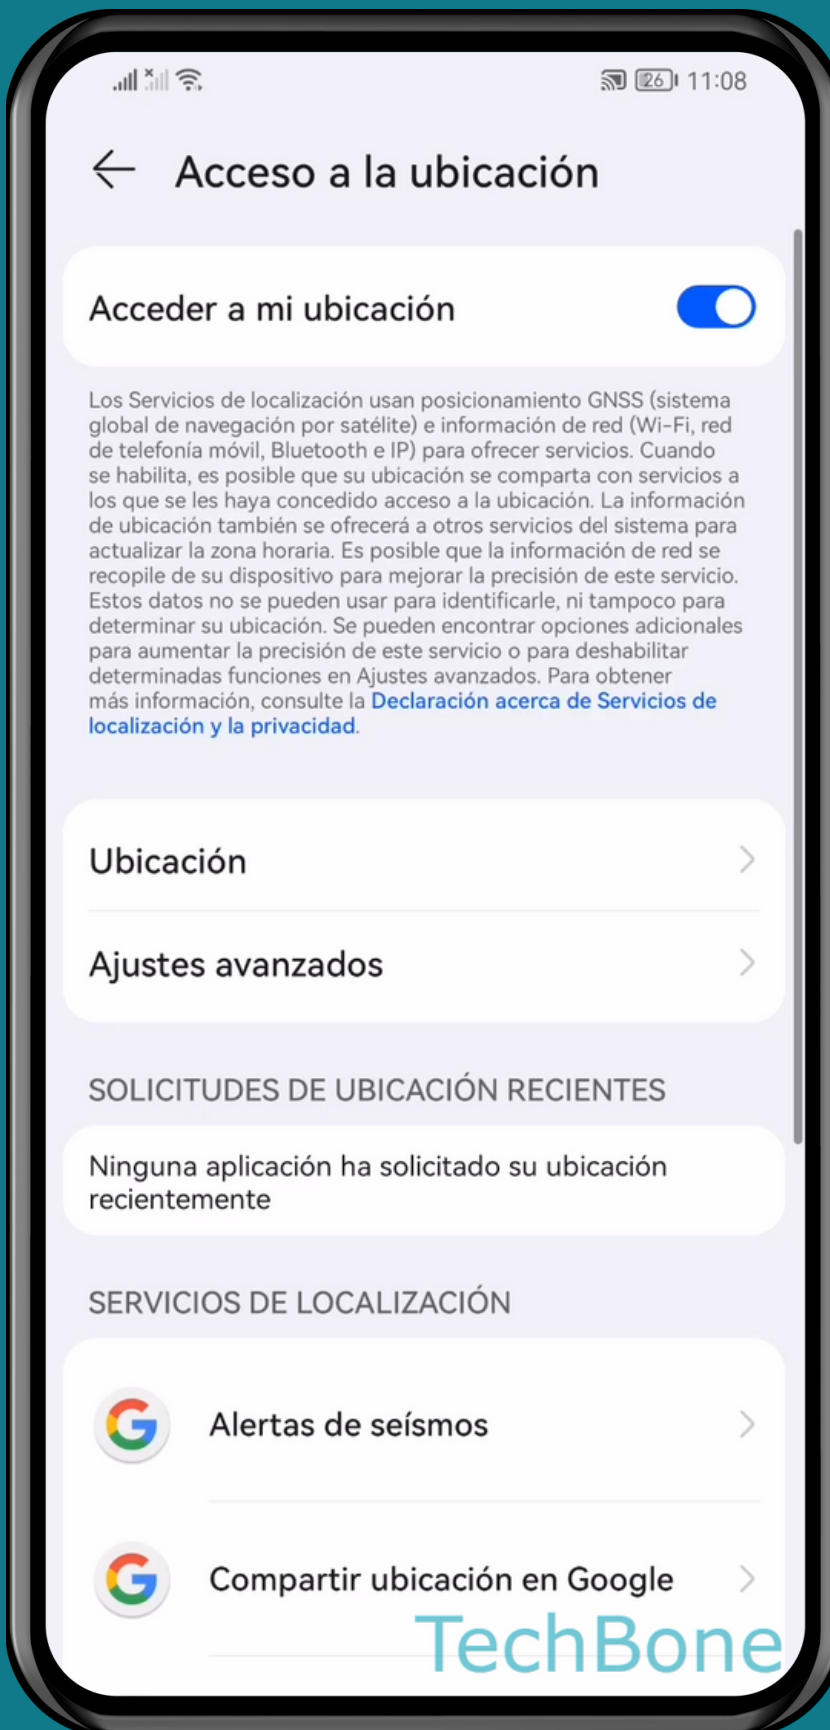 26 11:08
Acceso a la ubicación
Acceder a mi ubicación
Los Servicios de localización usan posicionamiento GNSS (sistema
global de navegación por satélite) e información de red (Wi-Fi, red
de telefonía móvil, Bluetooth e IP) para ofrecer servicios. Cuando
se habilita, es posible que su ubicación se comparta con servicios a
los que se les haya concedido acceso a la ubicación. La información
de ubicación también se ofrecerá a otros servicios del sistema para
actualizar la zona horaria. Es posible que la información de red se
recopile de su dispositivo para mejorar la precisión de este servicio.
Estos datos no se pueden usar para identificarle, ni tampoco para
determinar su ubicación. Se pueden encontrar opciones adicionales
para aumentar la precisión de este servicio o para deshabilitar
determinadas funciones en Ajustes avanzados. Para obtener
más información, consulte la Declaración acerca de Servicios de
localización y la privacidad.
Ubicación
Ajustes avanzados
SOLICITUDES DE UBICACIÓN RECIENTES
Ninguna aplicación ha solicitado su ubicación
recientemente
SERVICIOS DE LOCALIZACIÓN
Alertas de seísmos
Compartir ubicación en Google
TechBone